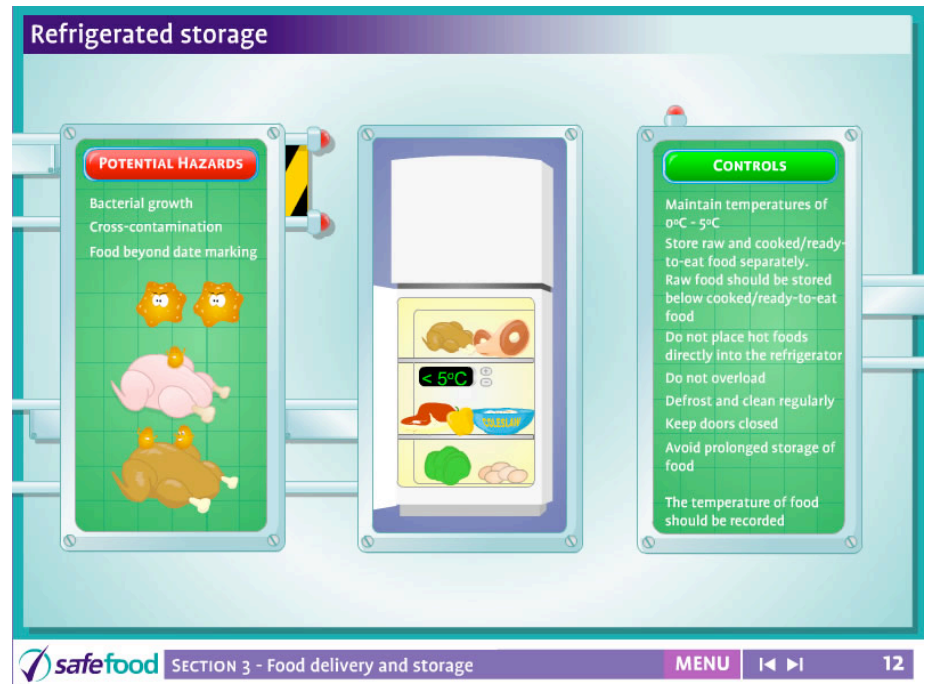 Refrigerated storage
POTENTIAL HAZARDS
Bacterial growth
Cross-contamination
Food beyond date marking
< 5ºC
COLESLAW
CONTROLS
Maintain temperatures of
0ºC - 5ºC
Store raw and cooked/ready-
to-eat food separately.
Raw food should be stored
below cooked/ready-to-eat
food
Do not place hot foods
directly into the refrigerator
Do not overload
Defrost and clean regularly
Keep doors closed
Avoid prolonged storage of
food
The temperature of food
should be recorded
safefood SECTION 3 - Food delivery and storage MENU 12